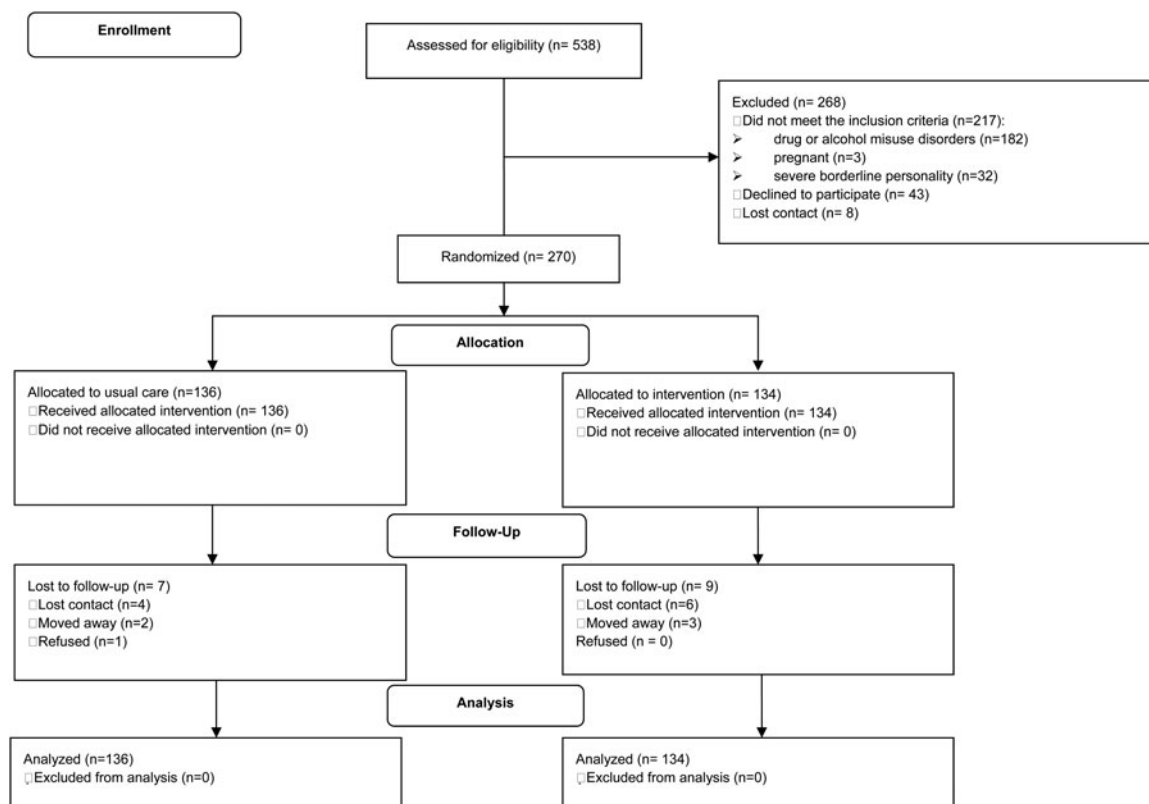 Enrollment
Assessed for eligibility (n= 538)
Excluded (n= 268)
□Did not meet the inclusion criteria (n=217):
➢ drug or alcohol misuse disorders (n=182)
➢ pregnant (n=3)
➢ severe borderline personality (n=32)
□Declined to participate (n= 43)
□Lost contact (n= 8)
Randomized (n= 270)
Allocation
Allocated to usual care (n=136)
□Received allocated intervention (n= 136)
□Did not receive allocated intervention (n= 0)
Allocated to intervention (n= 134)
□Received allocated intervention (n= 134)
□Did not receive allocated intervention (n= 0)
Follow-Up
Lost to follow-up (n= 7)
□Lost contact (n=4)
□Moved away (n=2)
□Refused (n=1)
Lost to follow-up (n= 9)
□Lost contact (n=6)
□Moved away (n=3)
Refused (n = 0)
Analysis
Analyzed (n=136)
□Excluded from analysis (n=0)
Analyzed (n= 134)
□Excluded from analysis (n=0)